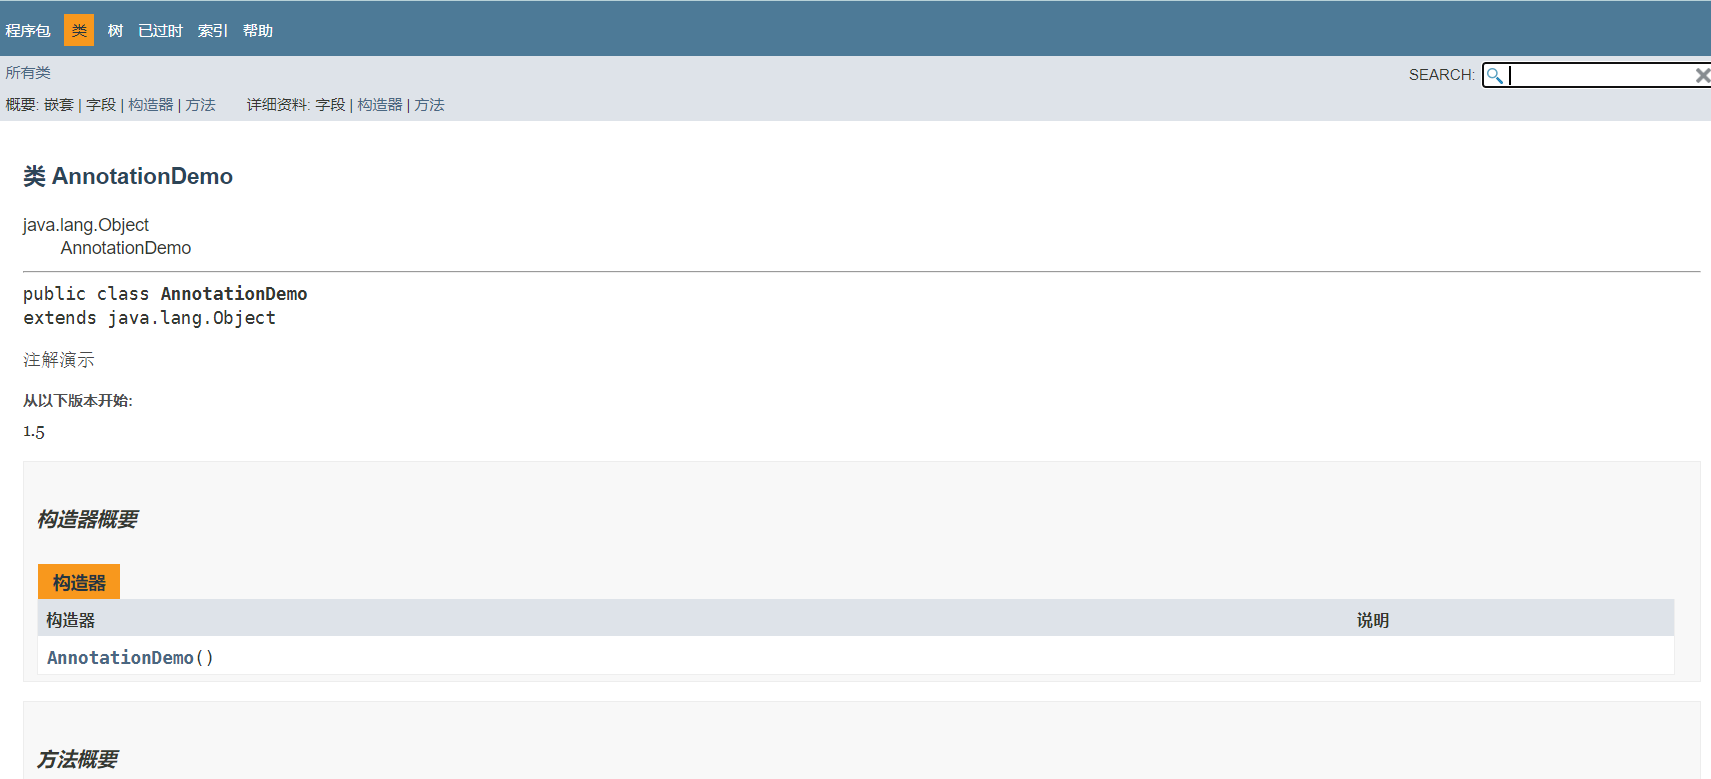 程序包 类 树 已过时 索引 帮助
所有类
SEARCH:
概要: 嵌套 | 字段 | 构造器 | 方法 详细资料: 字段 | 构造器 | 方法
类 AnnotationDemo
java.lang.Object
AnnotationDemo
public class AnnotationDemo
extends java.lang.Object
注解演示
从以下版本开始:
1.5
构造器概要
构造器
构造器 说明
AnnotationDemo()
方法概要